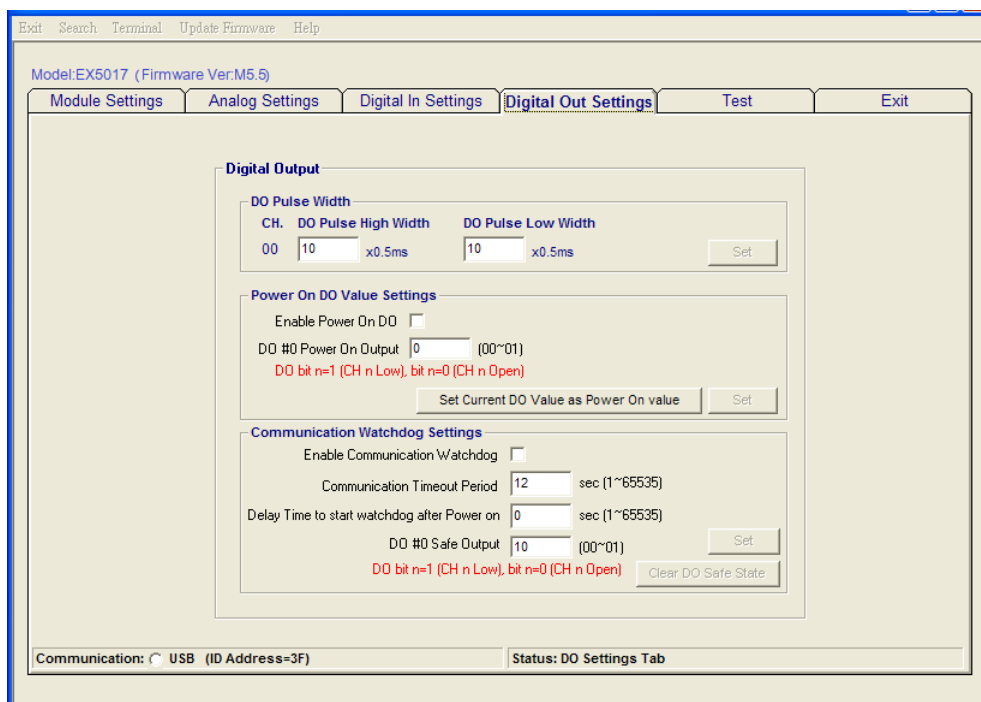 Exit Search Terminal Update Firmware Help
Model:EX5017 (Firmware Ver:M5.5)
Module Settings Analog Settings Digital In Settings Digital Out Settings Test Exit
Digital Output
DO Pulse Width
CH. DO Pulse High Width DO Pulse Low Width
00 10 x0.5ms 10 x0.5ms Set
Power On DO Value Settings
Enable Power On DO
DO #0 Power On Output 0 (00~01)
DO bit n=1 (CH n Low), bit n=0 (CH n Open)
Set Current DO Value as Power On value Set
Communication Watchdog Settings
Enable Communication Watchdog
Communication Timeout Period 12 sec (1~65535)
Delay Time to start watchdog after Power on 0 sec (1~65535)
DO #0 Safe Output 10 (00~01) Set
DO bit n=1 (CH n Low), bit n=0 (CH n Open) Clear DO Safe State
Communication: USB (ID Address=3F) Status: DO Settings Tab